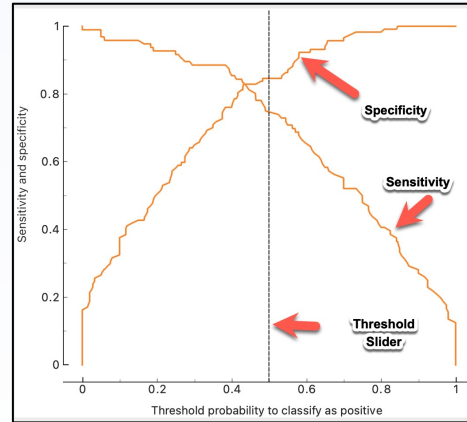 1
0.8
0.6
0.4
0.2
0
Sensitivity and specificity
Specificity
Sensitivity
Threshold
Slider
0
0.2
0.4
0.6
0.8
1
Threshold probability to classify as positive